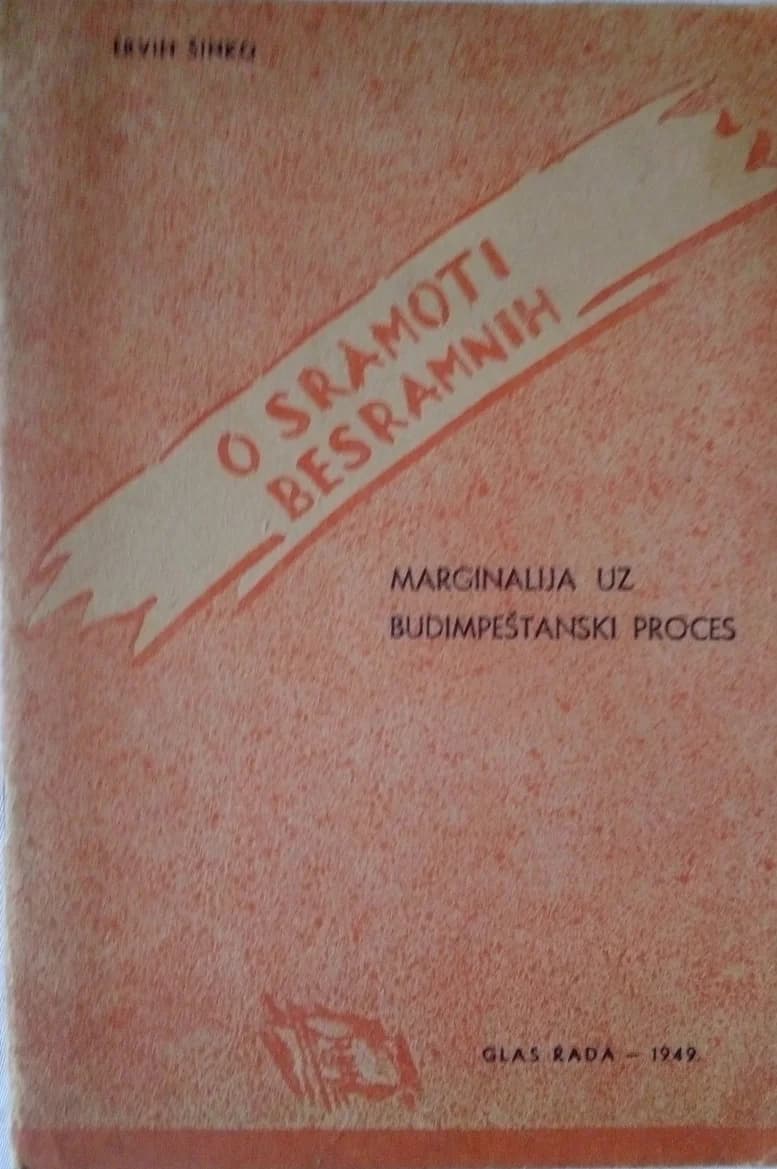 ERVIN ŠINKO
O SRAMOTI
BESRAMNIH
MARGINALIJA UZ
BUDIMPEŠTANSKI PROCES
GLAS RADA — 1949.